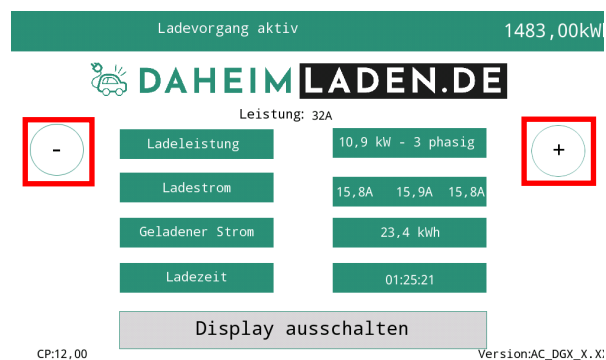 Ladevorgang aktiv 1483,00kWh
DAHEIMLADEN.DE
Leistung: 32A
- +
Ladeleistung 10,9 kW - 3 phasig
Ladestrom 15,8A 15,9A 15,8A
Geladener Strom 23,4 kWh
Ladezeit 01:25:21
Display ausschalten
CP:12,00 Version:AC_DGX_X.XX